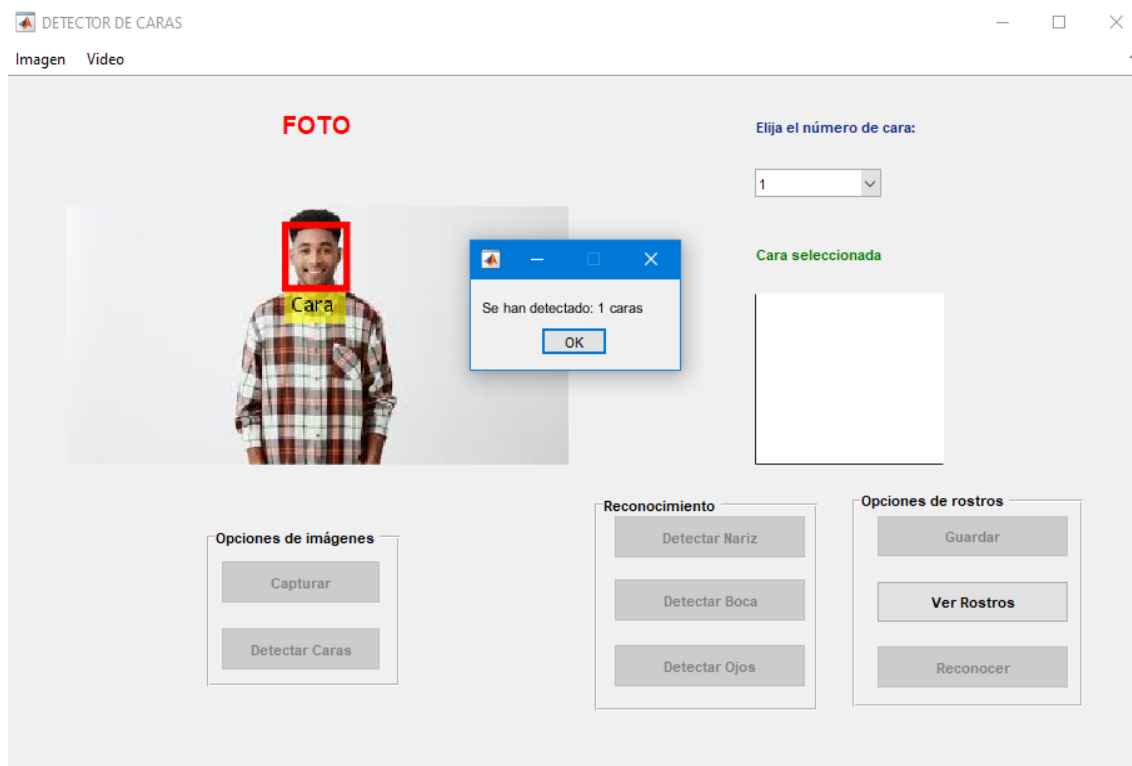 DETECTOR DE CARAS
Imagen Video
FOTO
Elija el número de cara:
1
Cara seleccionada
Cara
Se han detectado: 1 caras
OK
Opciones de imágenes
Capturar
Detectar Caras
Reconocimiento
Detectar Nariz
Detectar Boca
Detectar Ojos
Opciones de rostros
Guardar
Ver Rostros
Reconocer